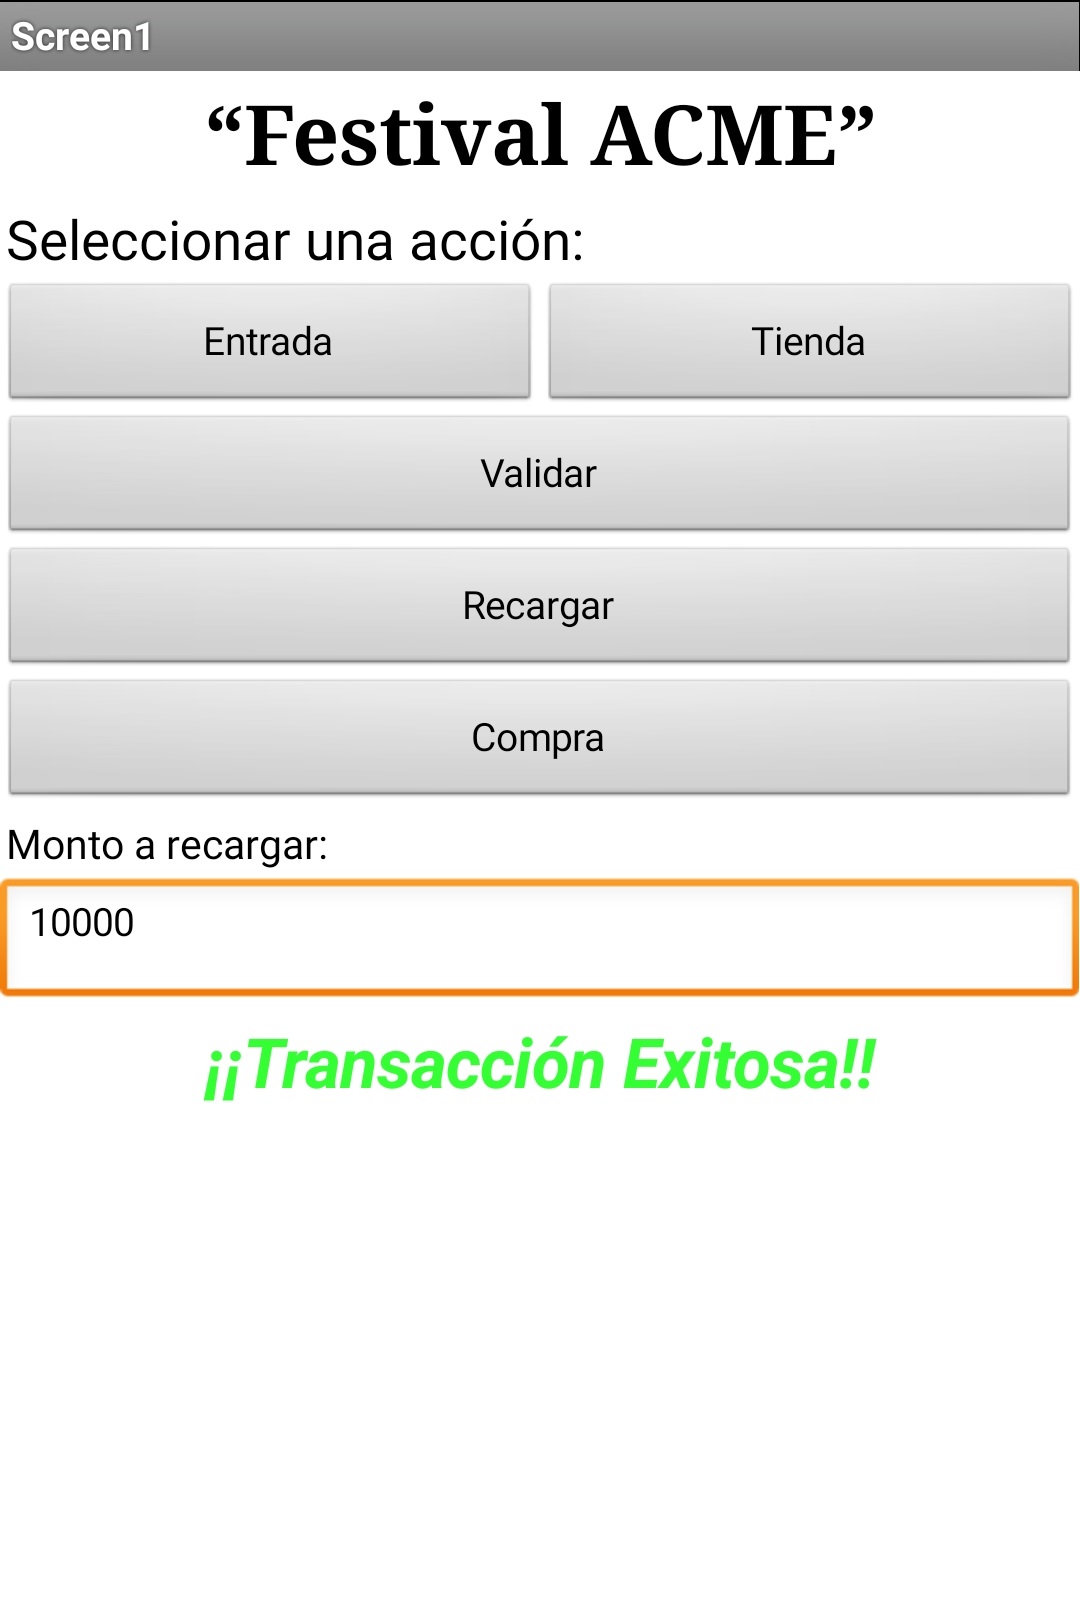 Screen1
“Festival ACME”
Seleccionar una acción:
Entrada
Tienda
Validar
Recargar
Compra
Monto a recargar:
10000
¡¡Transacción Exitosa!!